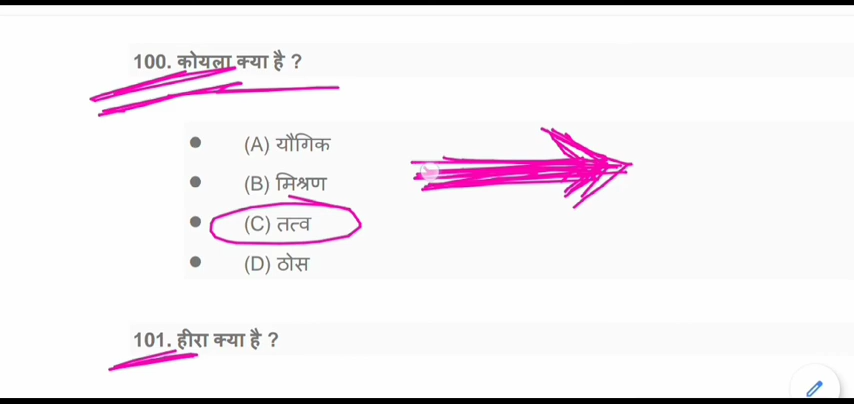 100. कोयला क्या है ?
(A) यौगिक
(B) मिश्रण
(C) तत्व
(D) ठोस
101. हीरा क्या है ?